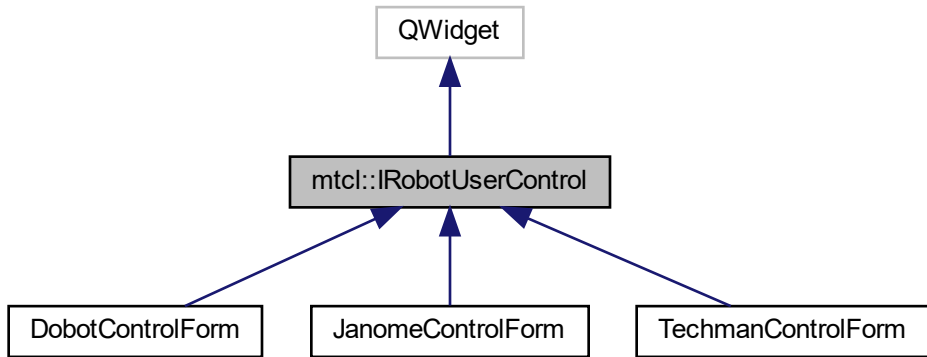 QWidget
mtcl::IRobotUserControl
DobotControlForm
JanomeControlForm
TechmanControlForm